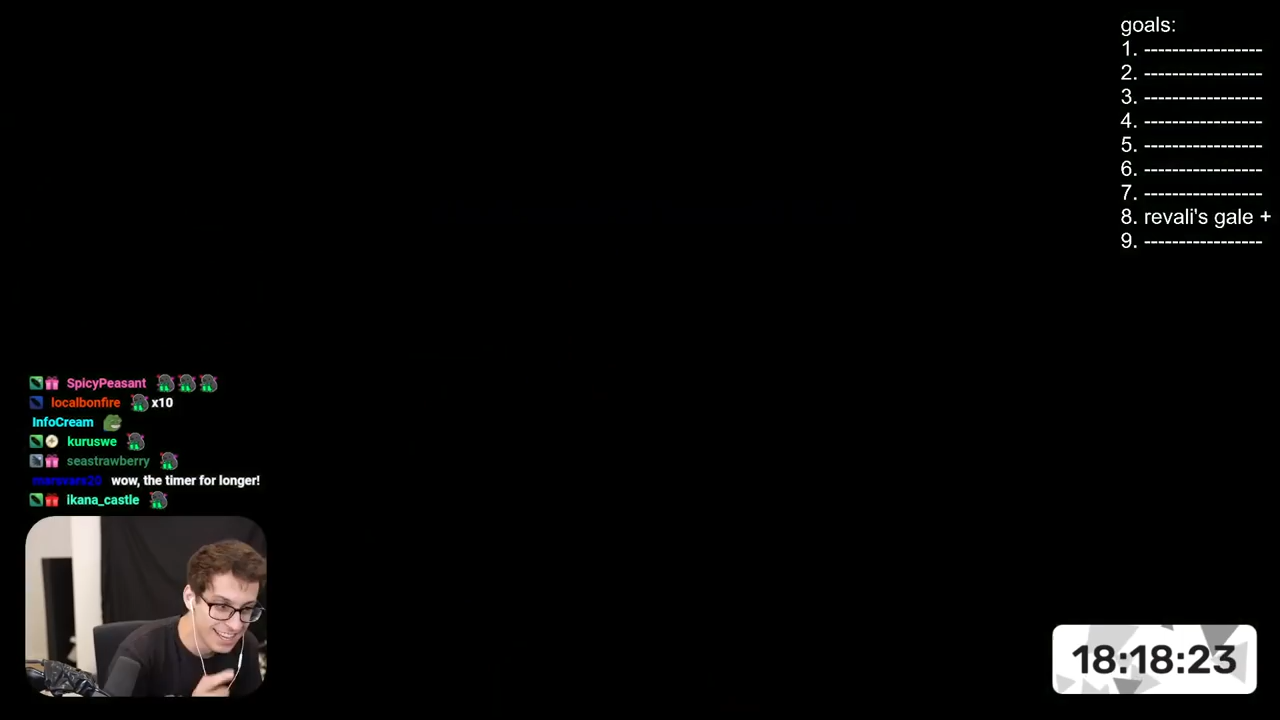 goals:
1. -----------------
2. -----------------
3. -----------------
4. -----------------
5. -----------------
6. -----------------
7. -----------------
8. revali's gale +
9. -----------------
SpicyPeasant
localbonfire x10
InfoCream
kuruswe
seastrawberry
wow, the timer for longer!
ikana_castle
18:18:23